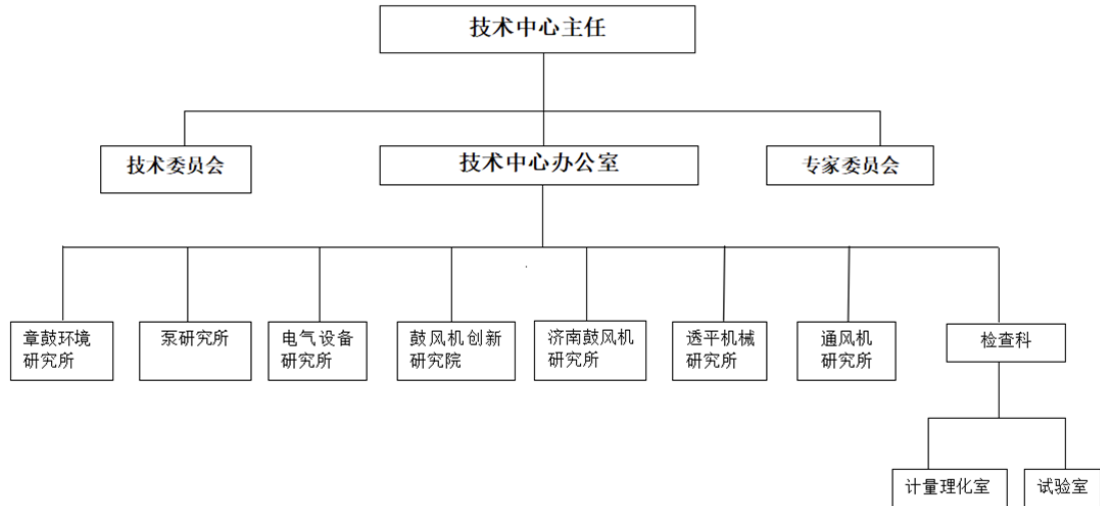 技术中心主任
技术委员会
技术中心办公室
专家委员会
章鼓环境
研究所
泵研究所
电气设备
研究所
鼓风机创新
研究院
济南鼓风机
研究所
透平机械
研究所
通风机
研究所
检查科
计量理化室
试验室